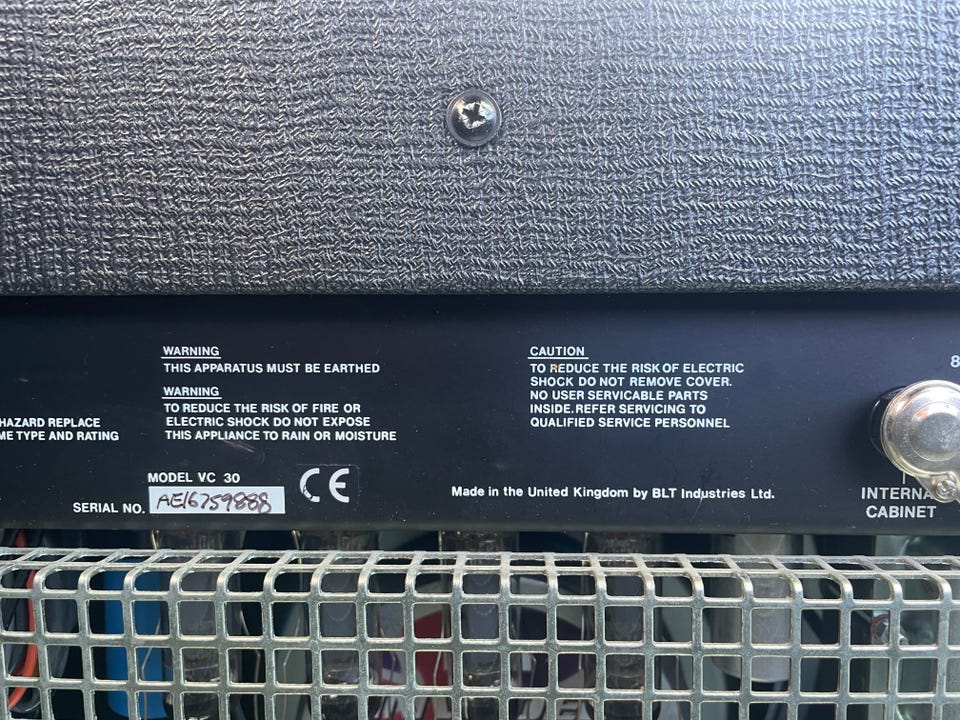 WARNING
THIS APPARATUS MUST BE EARTHED
WARNING
TO REDUCE THE RISK OF FIRE OR
ELECTRIC SHOCK DO NOT EXPOSE
THIS APPLIANCE TO RAIN OR MOISTURE
HAZARD REPLACE
ME TYPE AND RATING
CAUTION
TO REDUCE THE RISK OF ELECTRIC
SHOCK DO NOT REMOVE COVER.
NO USER SERVICABLE PARTS
INSIDE. REFER SERVICING TO
QUALIFIED SERVICE PERSONNEL
8
MODEL VC 30
SERIAL NO. AE16759888
CE
Made in the United Kingdom by BLT Industries Ltd.
INTERNA
CABINET